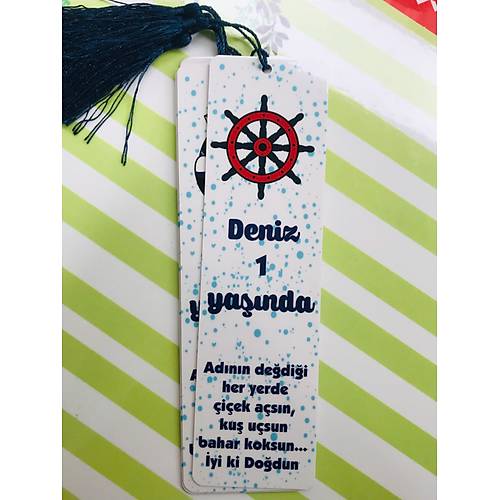 Deniz
1
yaşında
Adının değdiği
her yerde
çiçek açsın,
kuş uçsun
bahar koksun...
İyi ki Doğdun